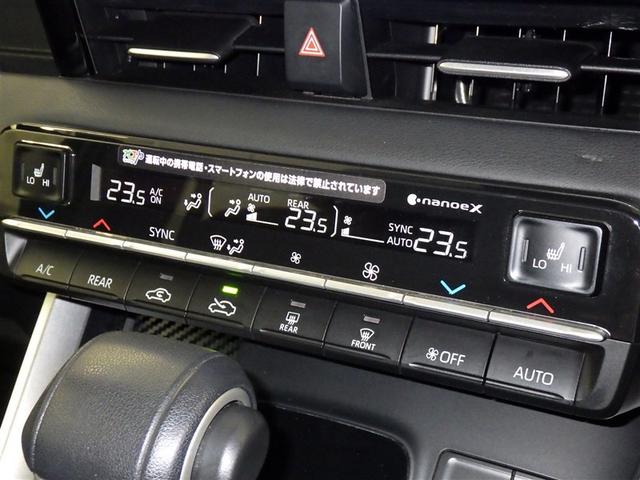 運転中の携帯電話・スマートフォンの使用は法律で禁止されています
nanoeX
LO HI
23.5 A/C ON
AUTO REAR 23.5
SYNC AUTO 23.5
LO HI
SYNC
A/C
REAR
REAR
FRONT
OFF
AUTO